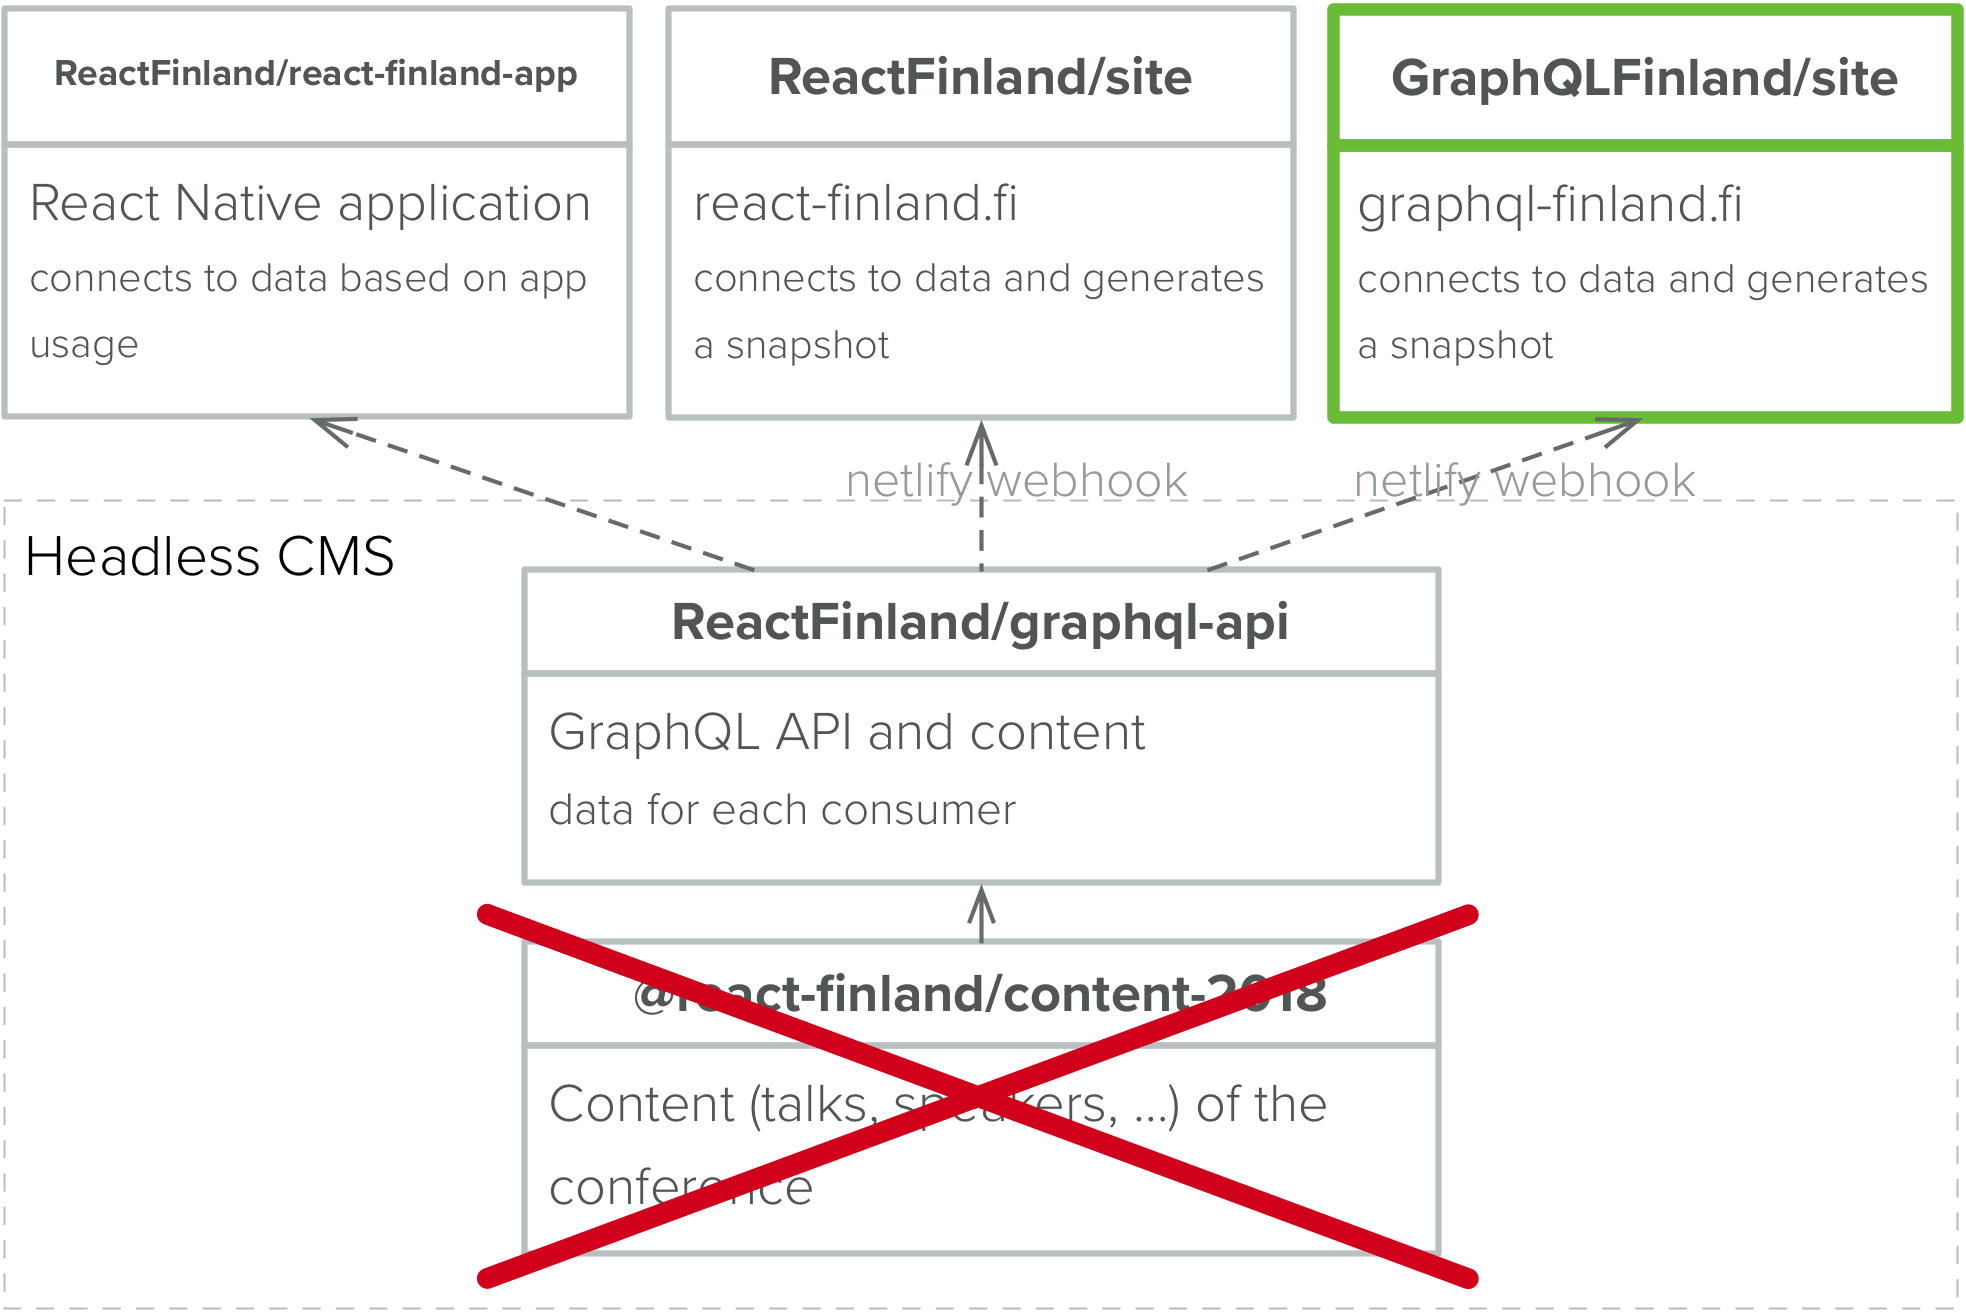 ReactFinland/react-finland-app
React Native application
connects to data based on app
usage
ReactFinland/site
react-finland.fi
connects to data and generates
a snapshot
GraphQLFinland/site
graphql-finland.fi
connects to data and generates
a snapshot
netlify webhook
netlify webhook
Headless CMS
ReactFinland/graphql-api
GraphQL API and content
data for each consumer
@react-finland/content-2018
Content (talks, speakers, ...) of the
conference